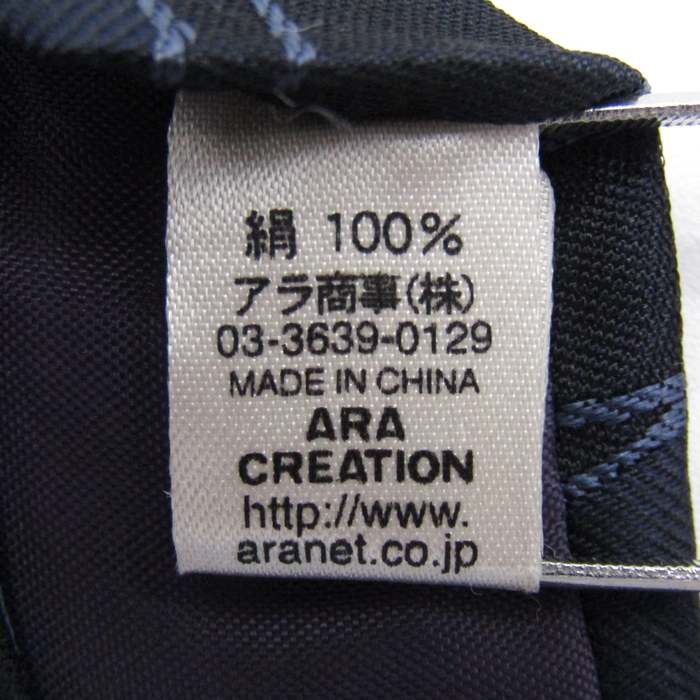 絹 100%
アラ商事(株)
03-3639-0129
MADE IN CHINA
ARA
CREATION
http://www.
aranet.co.jp